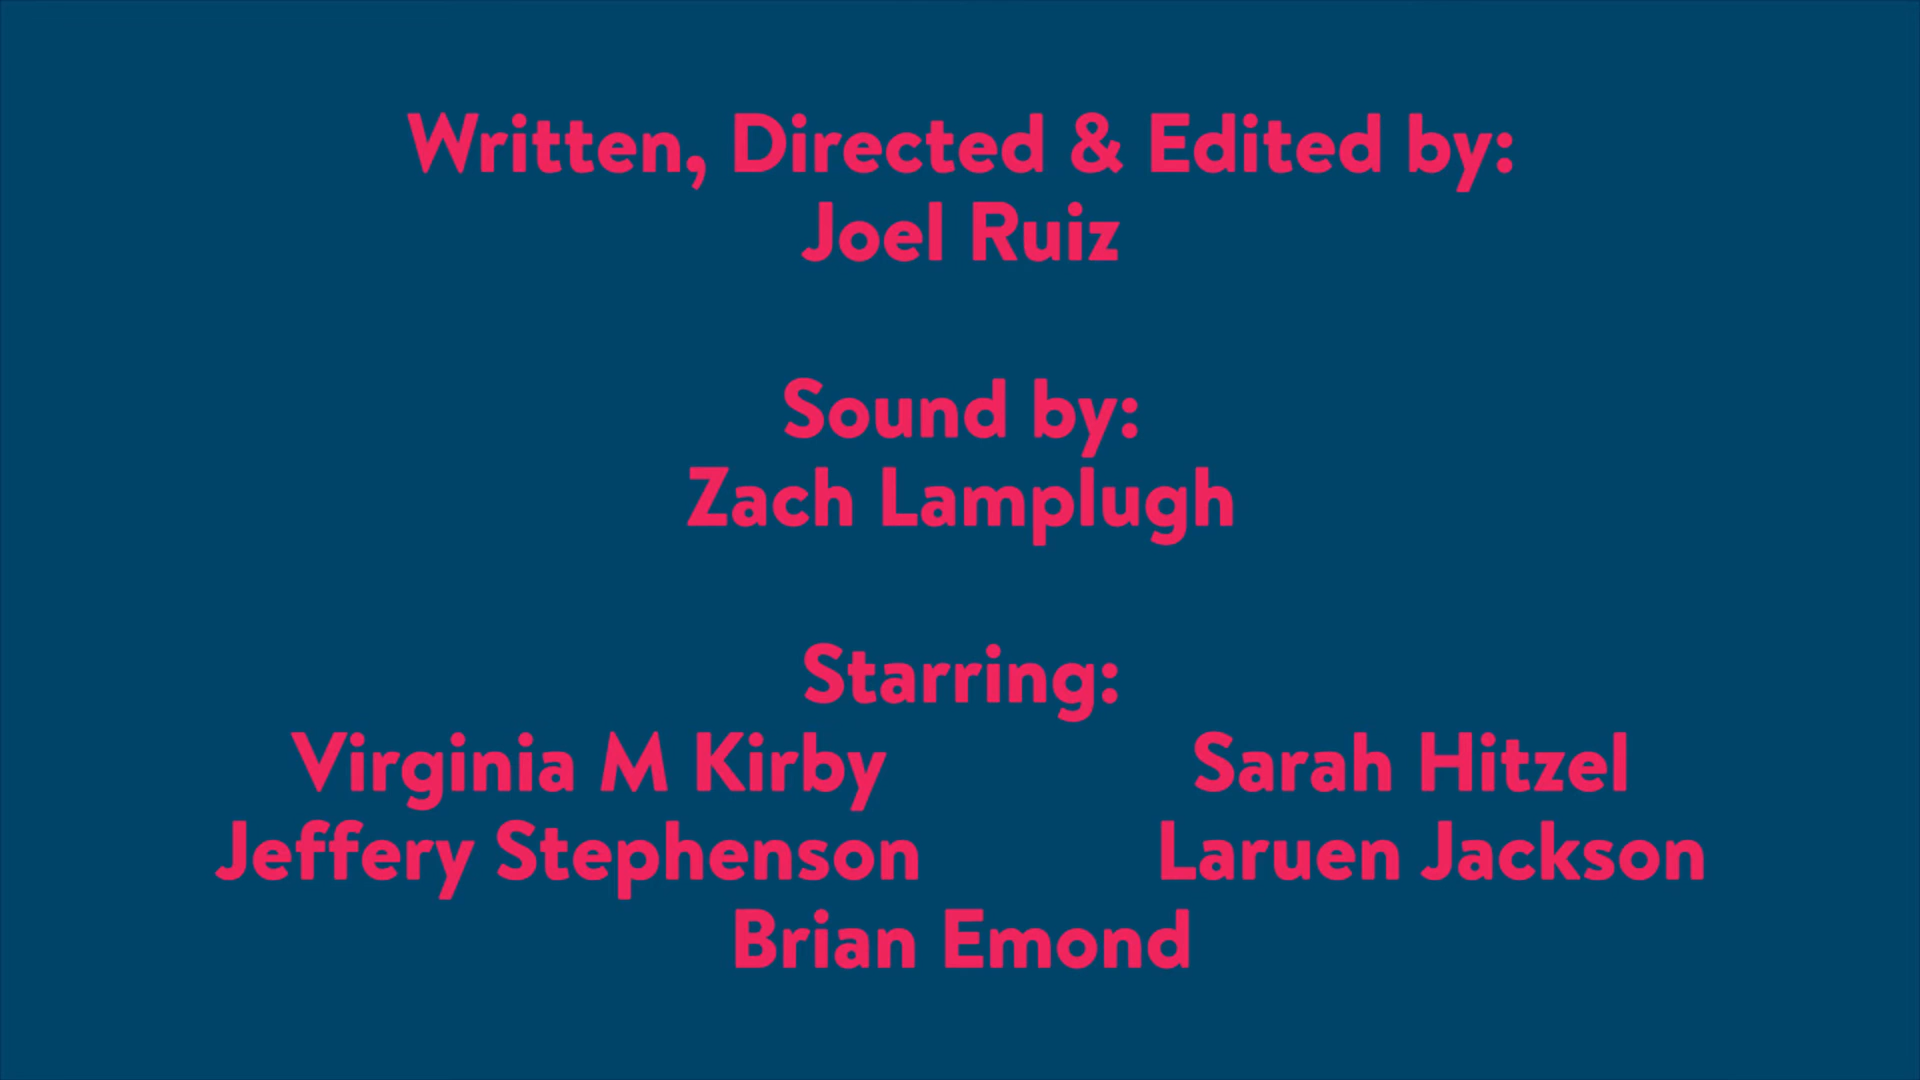 Written, Directed & Edited by:
Joel Ruiz
Sound by:
Zach Lamplugh
Starring:
Virginia M Kirby
Sarah Hitzel
Jeffery Stephenson
Laruen Jackson
Brian Emond